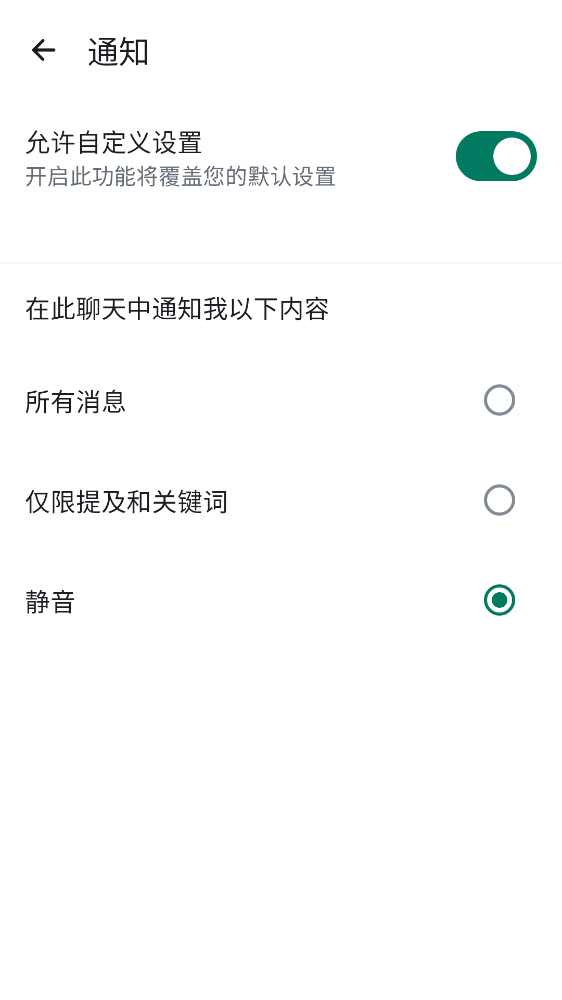 通知
允许自定义设置
开启此功能将覆盖您的默认设置
在此聊天中通知我以下内容
所有消息
仅限提及和关键词
静音